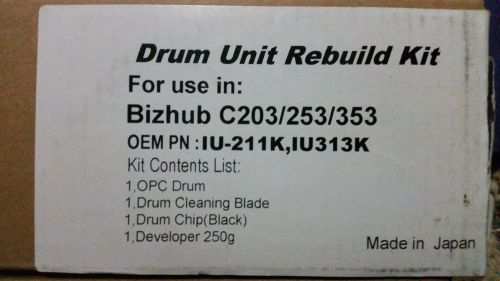 Drum Unit Rebuild Kit
For use in:
Bizhub C203/253/353
OEM PN :IU-211K,IU313K
Kit Contents List:
1,OPC Drum
1,Drum Cleaning Blade
1,Drum Chip(Black)
1,Developer 250g
Made in Japan